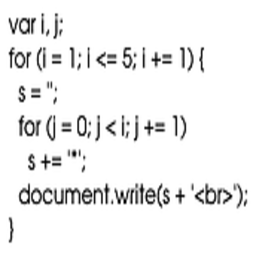 var i, j;
for (i = 1; i <= 5; i += 1) {
s = '';
for (j = 0; j < i; j += 1)
s += '*';
document.write(s + '<br>');
}